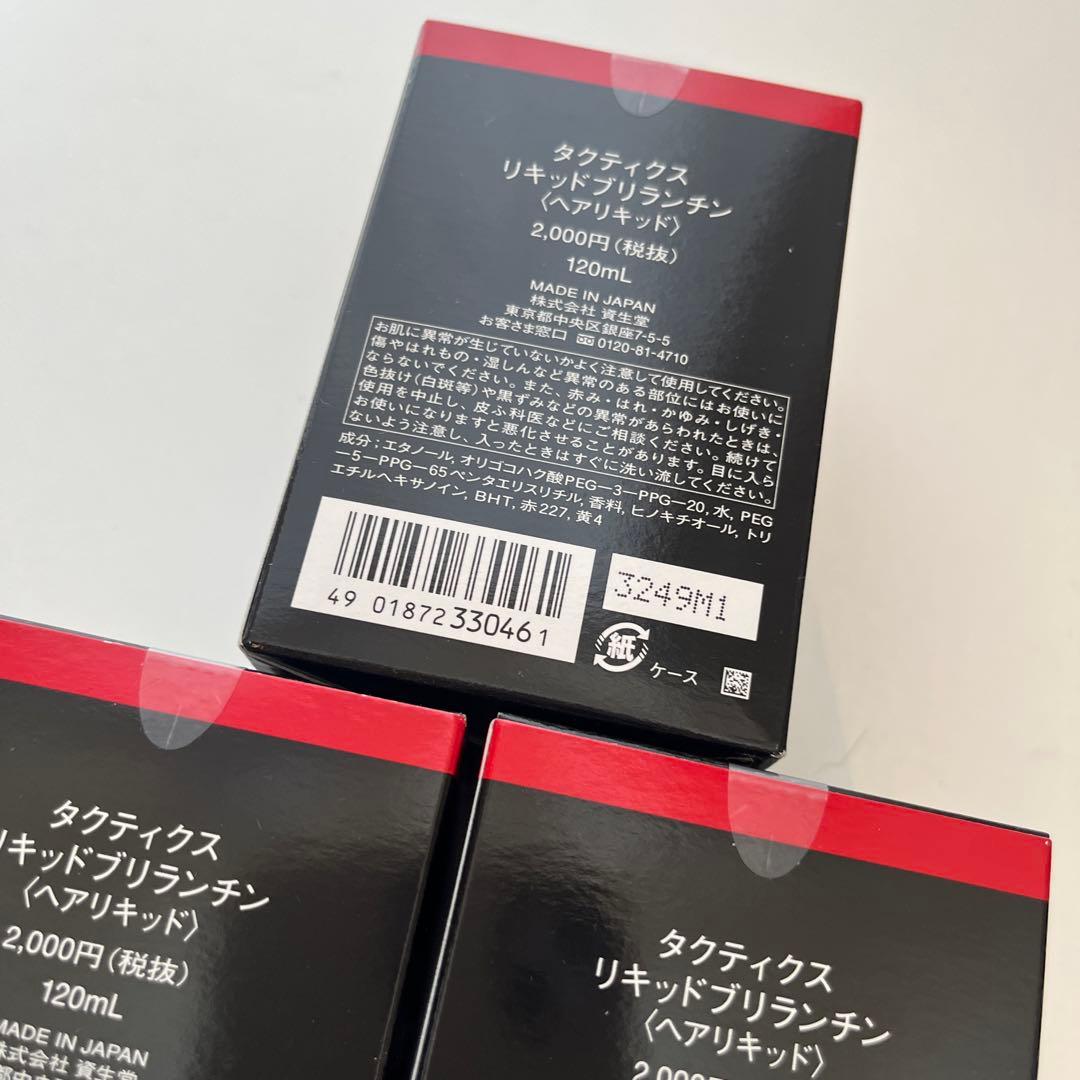 タクティクス
リキッドブリランチン
〈ヘアリキッド〉
2,000円(税抜)
120mL
MADE IN JAPAN
株式会社 資生堂
東京都中央区銀座7-5-5
お客さま窓口 0120-81-4710
お肌に異常が生じていないかよく注意して使用してください。
傷やはれもの・湿しんなど異常のある部位にはお使いに
ならないでください。また、赤み・はれ・かゆみ・しげき・
色抜け(白斑等)や黒ずみなどの異常があらわれたときは、
使用を中止し、皮ふ科医などにご相談ください。続けて
お使いになりますと悪化させることがあります。目に入ら
ないよう注意し、入ったときはすぐに洗い流してください。
成分:エタノール, オリゴコハク酸PEG-3-PPG-20, 水, PEG
-5-PPG-65ペンタエリスリチル, 香料, ヒノキチオール, トリ
エチルヘキサノイン, BHT, 赤227, 黄4
49 01872 330461
3249M1
紙
ケース
タクティクス
リキッドブリランチン
〈ヘアリキッド〉
2,000円(税抜)
120mL
MADE IN JAPAN
株式会社 資生堂
都中央
タクティクス
リキッドブリランチン
〈ヘアリキッド〉
2,000円